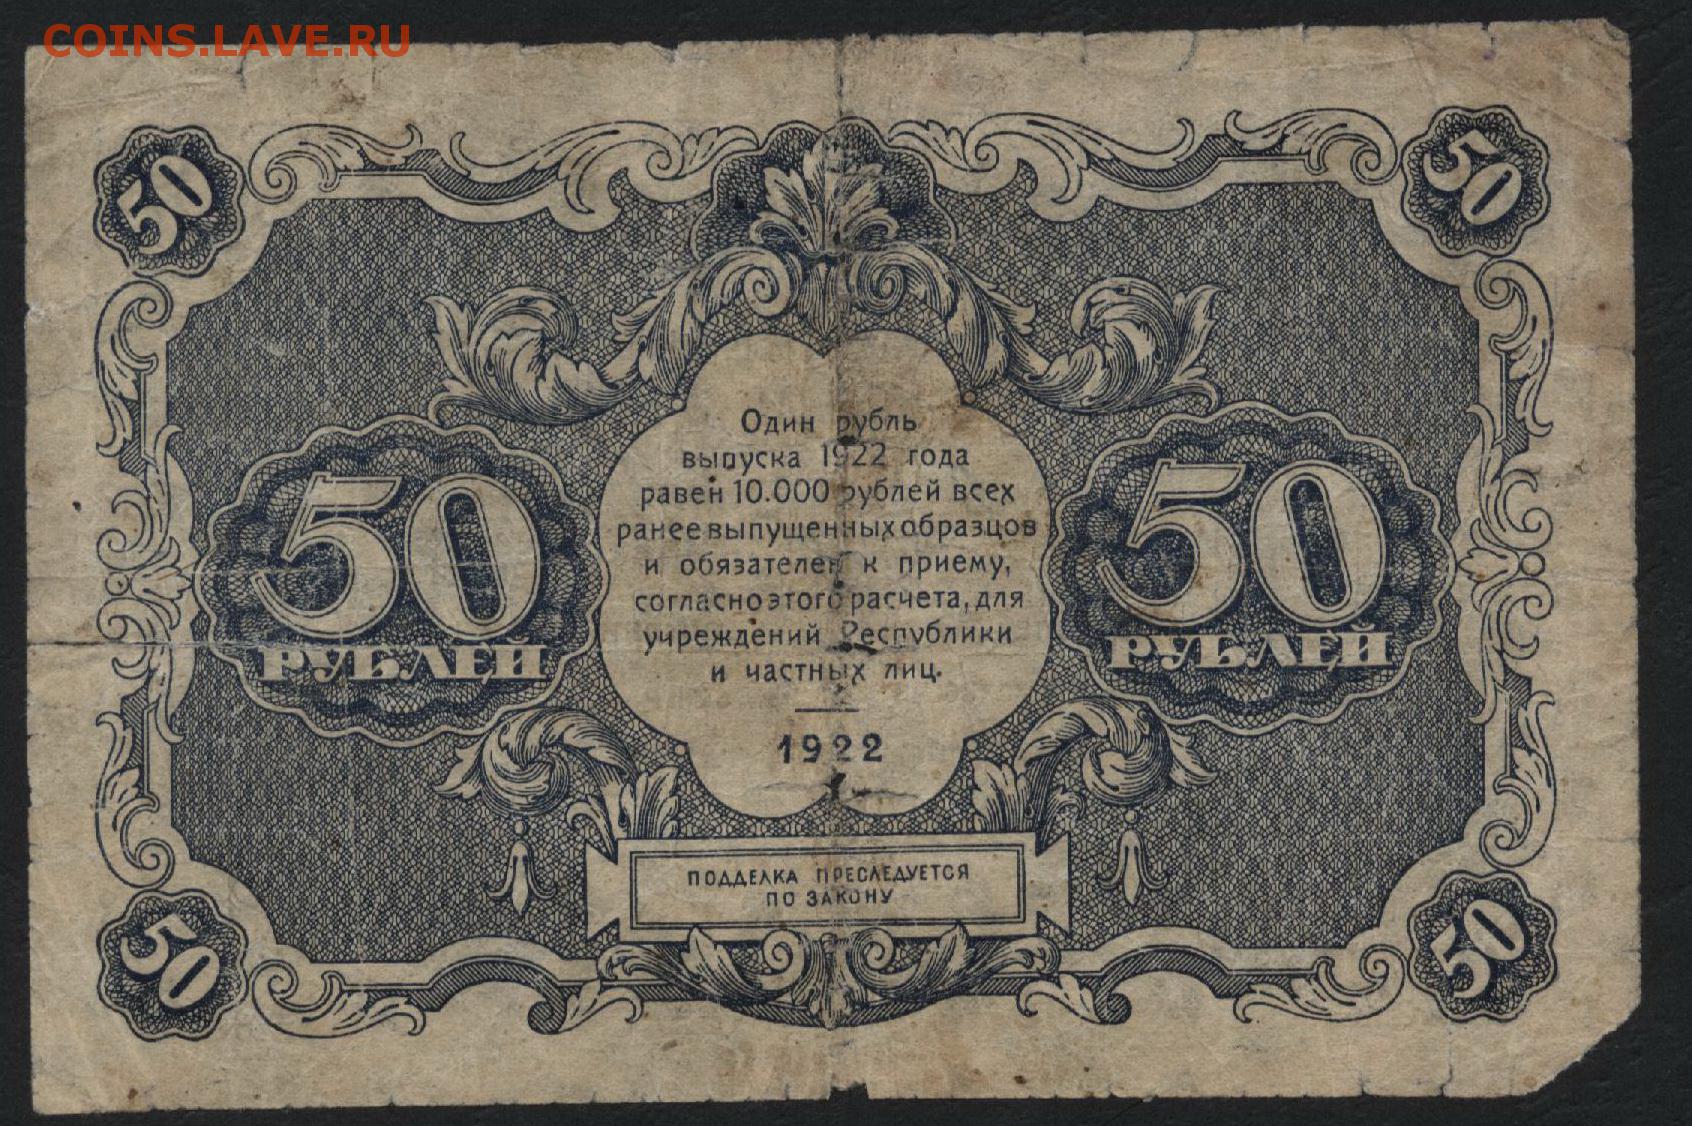 COINS.LAVE.RU
50 50
Один рубль
выпуска 1922 года
равен 10.000 рублей всех
ранее выпущенных образцов
и обязателен к приему,
согласно этого расчета, для
учреждений Республики
и частных лиц.
1922
50 50
РУБЛЕЙ РУБЛЕЙ
ПОДДЕЛКА ПРЕСЛЕДУЕТСЯ
ПО ЗАКОНУ
50 50